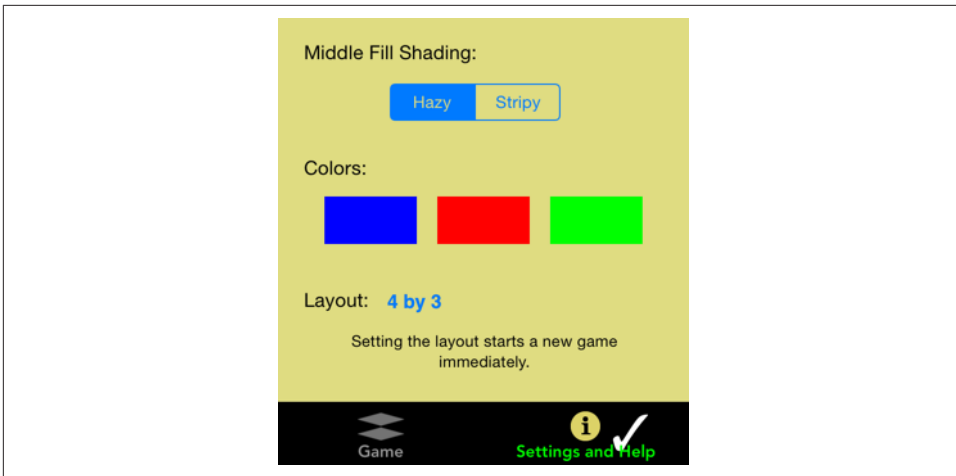 Middle Fill Shading:
Hazy Stripy
Colors:
Layout: 4 by 3
Setting the layout starts a new game
immediately.
Game Settings and Help